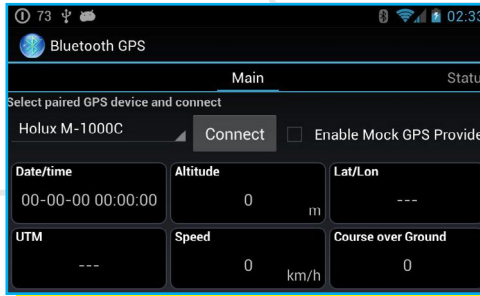 73 02:33
Bluetooth GPS
Main Statu
Select paired GPS device and connect
Holux M-1000C Connect Enable Mock GPS Provide
Date/time Altitude Lat/Lon
00-00-00 00:00:00 0 m ---
UTM Speed Course over Ground
--- 0 km/h 0